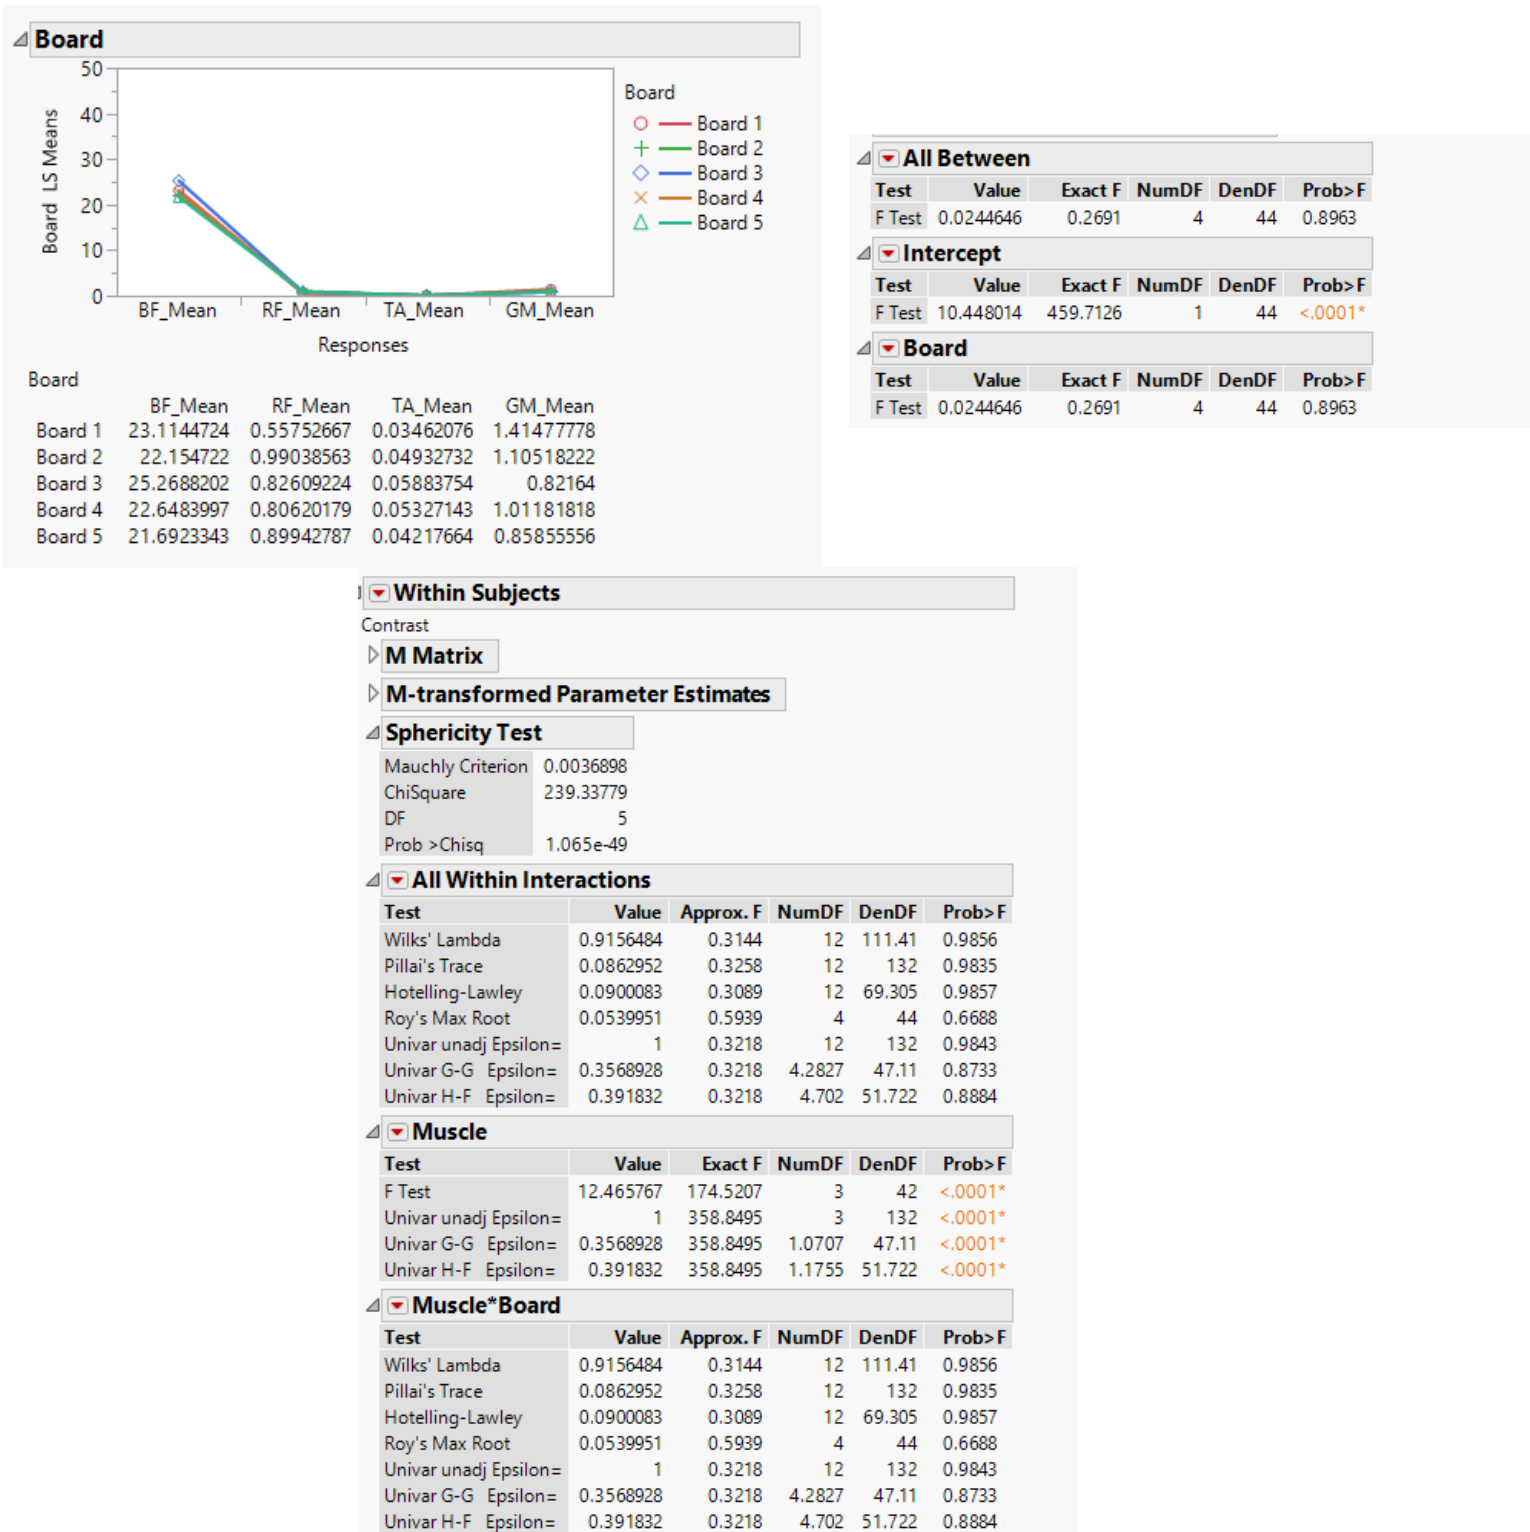 Board
50
40
30
20
10
0
Board LS Means
BF_Mean RF_Mean TA_Mean GM_Mean
Responses
Board
Board 1
Board 2
Board 3
Board 4
Board 5
Board
BF_Mean RF_Mean TA_Mean GM_Mean
Board 1 23.1144724 0.55752667 0.03462076 1.41477778
Board 2 22.154722 0.99038563 0.04932732 1.10518222
Board 3 25.2688202 0.82609224 0.05883754 0.82164
Board 4 22.6483997 0.80620179 0.05327143 1.01181818
Board 5 21.6923343 0.89942787 0.04217664 0.85855556
All Between
Test Value Exact F NumDF DenDF Prob>F
F Test 0.0244646 0.2691 4 44 0.8963
Intercept
Test Value Exact F NumDF DenDF Prob>F
F Test 10.448014 459.7126 1 44 <.0001*
Board
Test Value Exact F NumDF DenDF Prob>F
F Test 0.0244646 0.2691 4 44 0.8963
Within Subjects
Contrast
M Matrix
M-transformed Parameter Estimates
Sphericity Test
Mauchly Criterion 0.0036898
ChiSquare 239.33779
DF 5
Prob >Chisq 1.065e-49
All Within Interactions
Test Value Approx. F NumDF DenDF Prob>F
Wilks' Lambda 0.9156484 0.3144 12 111.41 0.9856
Pillai's Trace 0.0862952 0.3258 12 132 0.9835
Hotelling-Lawley 0.0900083 0.3089 12 69.305 0.9857
Roy's Max Root 0.0539951 0.5939 4 44 0.6688
Univar unadj Epsilon= 1 0.3218 12 132 0.9843
Univar G-G Epsilon= 0.3568928 0.3218 4.2827 47.11 0.8733
Univar H-F Epsilon= 0.391832 0.3218 4.702 51.722 0.8884
Muscle
Test Value Exact F NumDF DenDF Prob>F
F Test 12.465767 174.5207 3 42 <.0001*
Univar unadj Epsilon= 1 358.8495 3 132 <.0001*
Univar G-G Epsilon= 0.3568928 358.8495 1.0707 47.11 <.0001*
Univar H-F Epsilon= 0.391832 358.8495 1.1755 51.722 <.0001*
Muscle*Board
Test Value Approx. F NumDF DenDF Prob>F
Wilks' Lambda 0.9156484 0.3144 12 111.41 0.9856
Pillai's Trace 0.0862952 0.3258 12 132 0.9835
Hotelling-Lawley 0.0900083 0.3089 12 69.305 0.9857
Roy's Max Root 0.0539951 0.5939 4 44 0.6688
Univar unadj Epsilon= 1 0.3218 12 132 0.9843
Univar G-G Epsilon= 0.3568928 0.3218 4.2827 47.11 0.8733
Univar H-F Epsilon= 0.391832 0.3218 4.702 51.722 0.8884